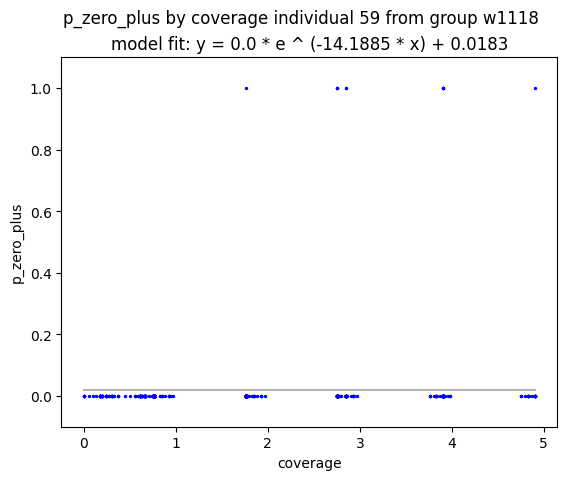 p_zero_plus by coverage individual 59 from group w1118
model fit: y = 0.0 * e ^ (-14.1885 * x) + 0.0183
1.0
0.8
0.6
0.4
0.2
0.0
p_zero_plus
0 1 2 3 4 5
coverage